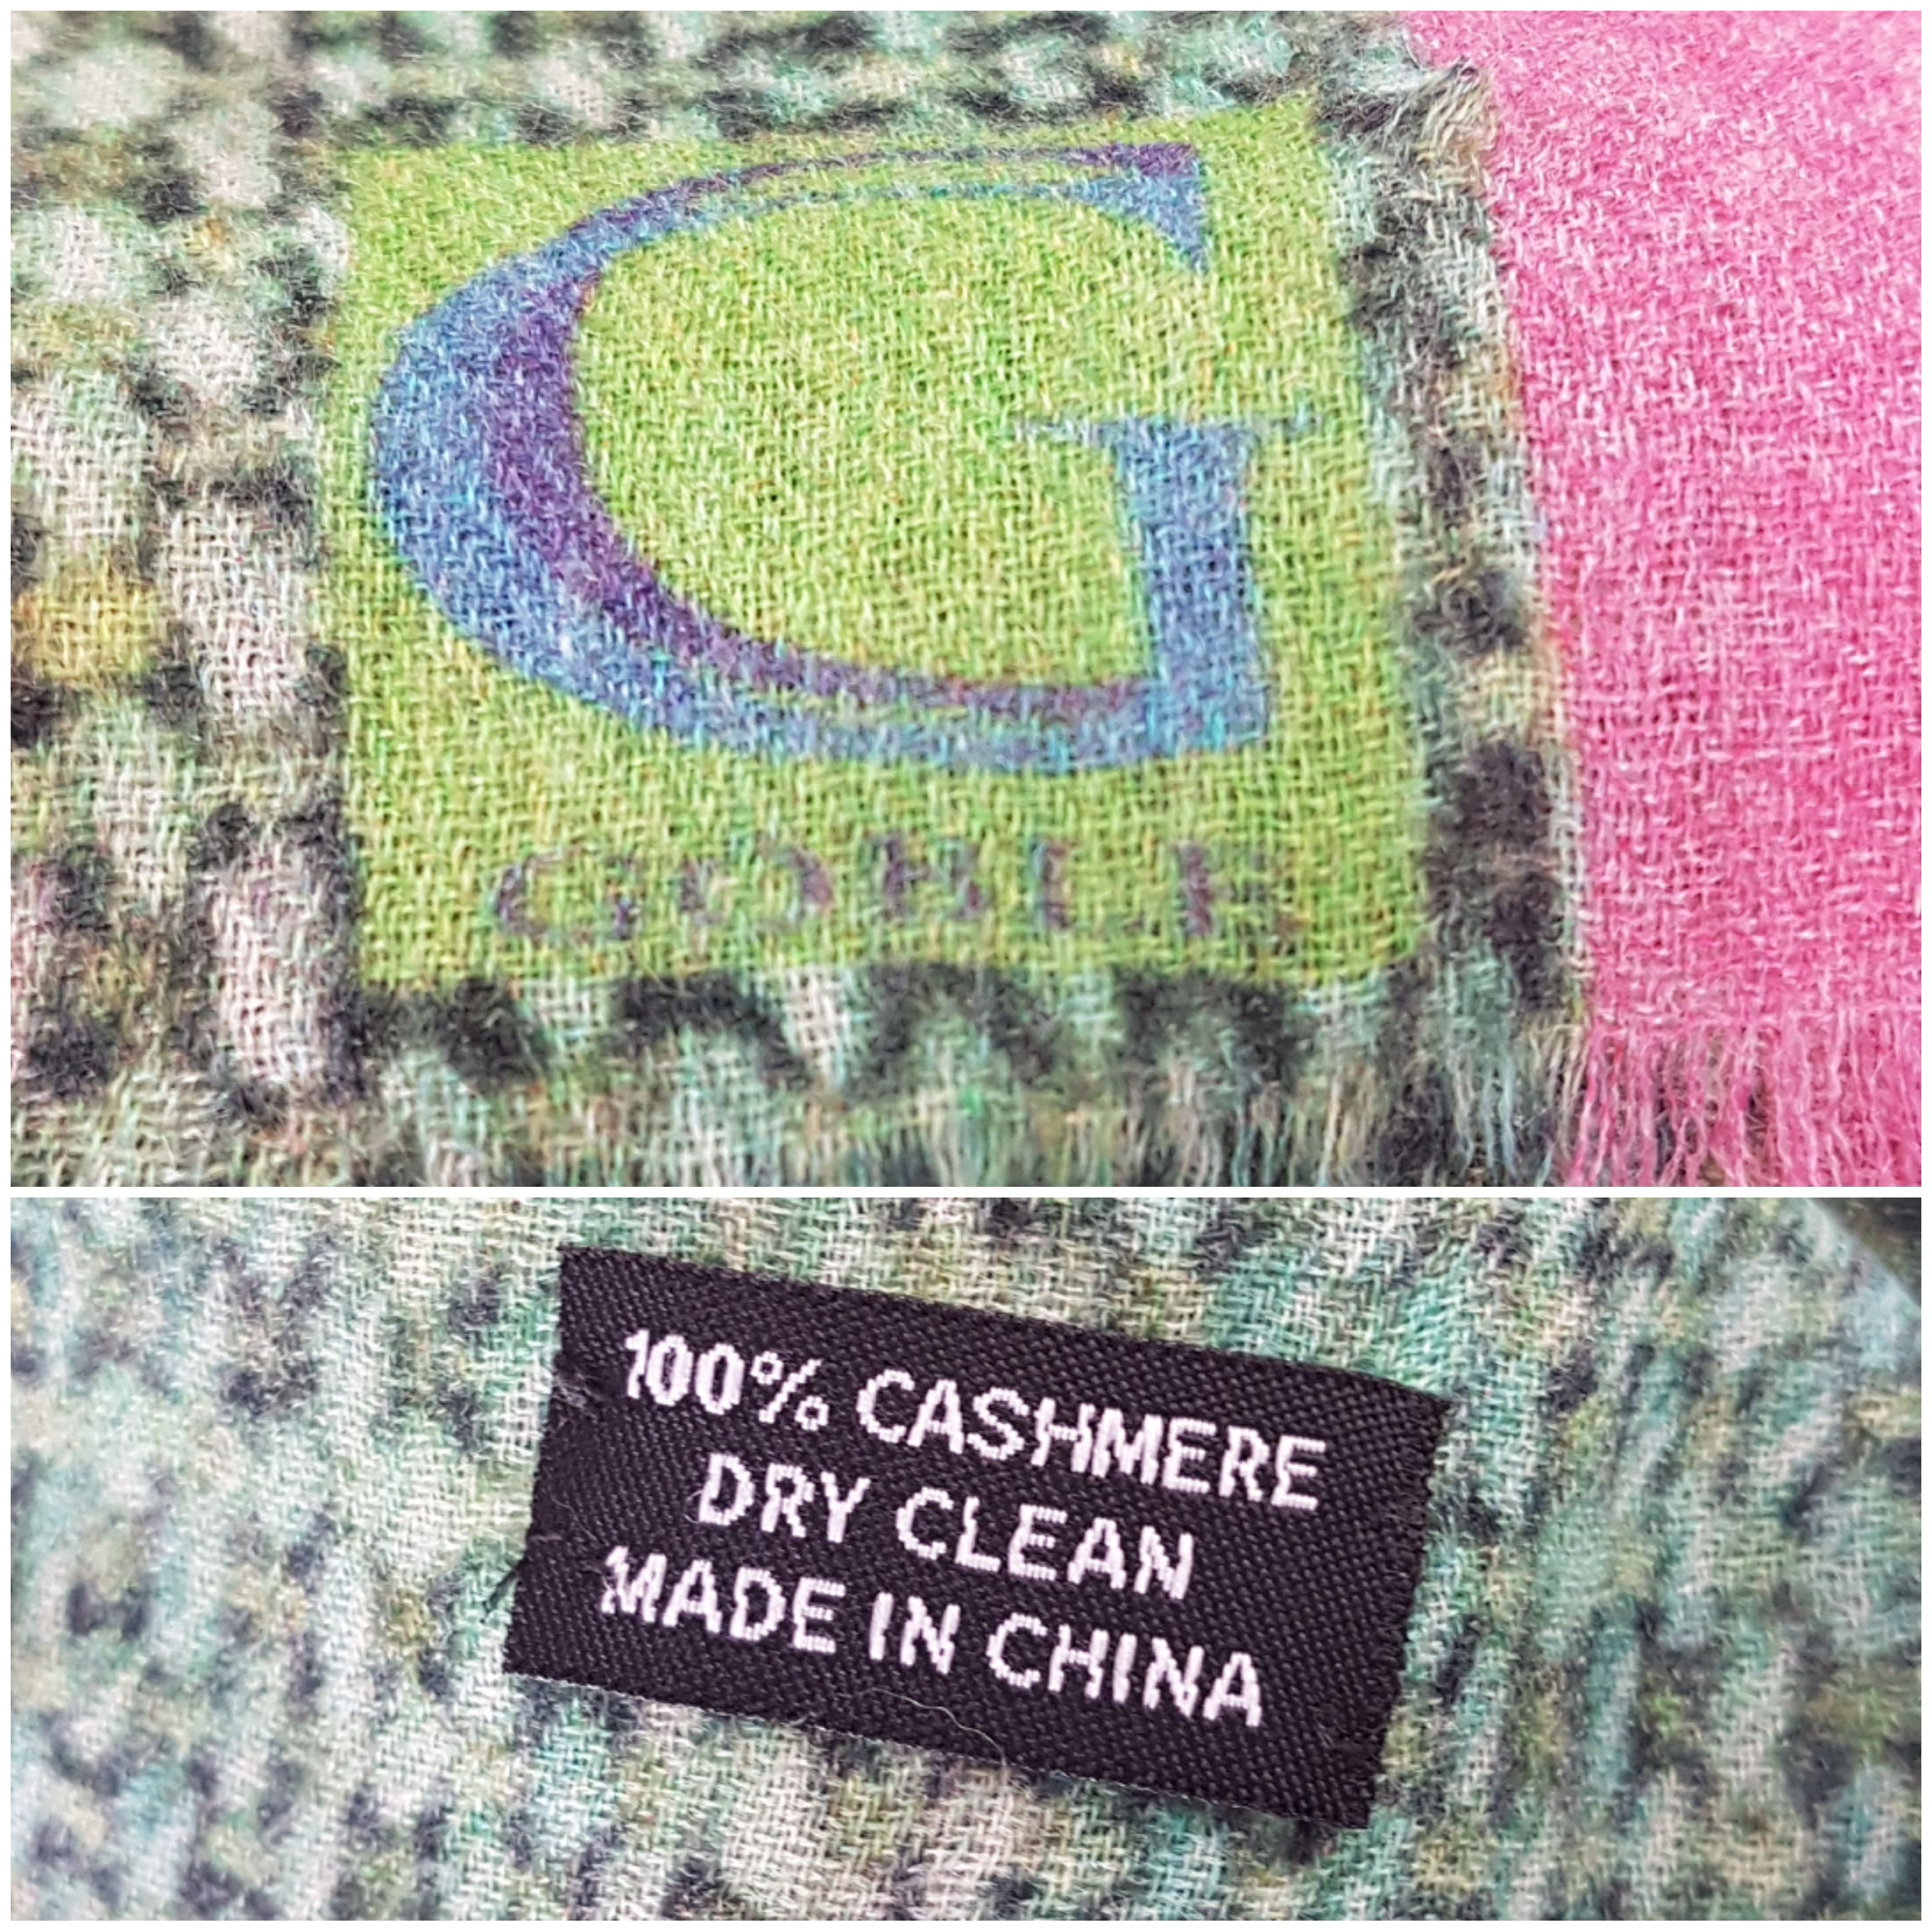 G
100% CASHMERE
DRY CLEAN
MADE IN CHINA